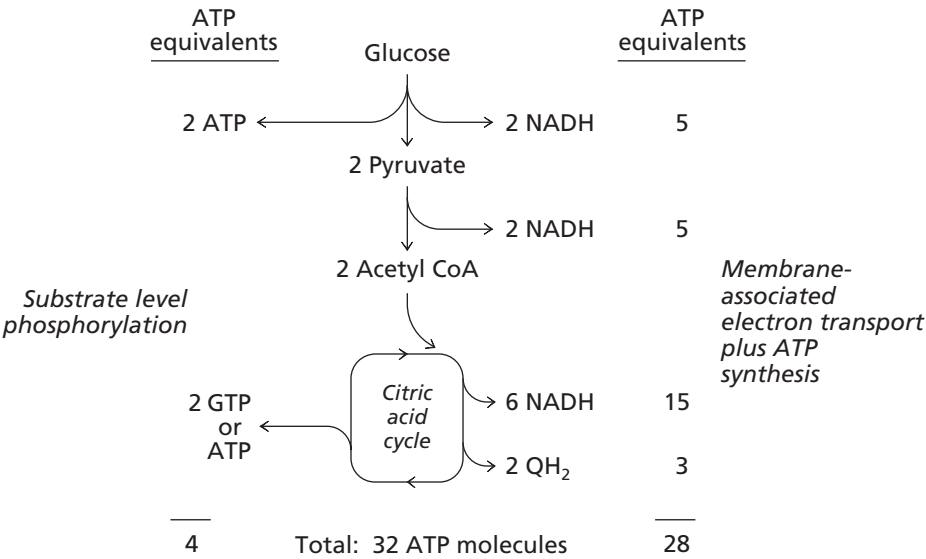 ATP
equivalents
ATP
equivalents
Glucose
2 ATP
2 NADH
5
2 Pyruvate
2 NADH
5
2 Acetyl CoA
Substrate level
phosphorylation
Membrane-
associated
electron transport
plus ATP
synthesis
Citric
acid
cycle
2 GTP
or
ATP
6 NADH
15
2 QH₂
3
4
Total: 32 ATP molecules
28